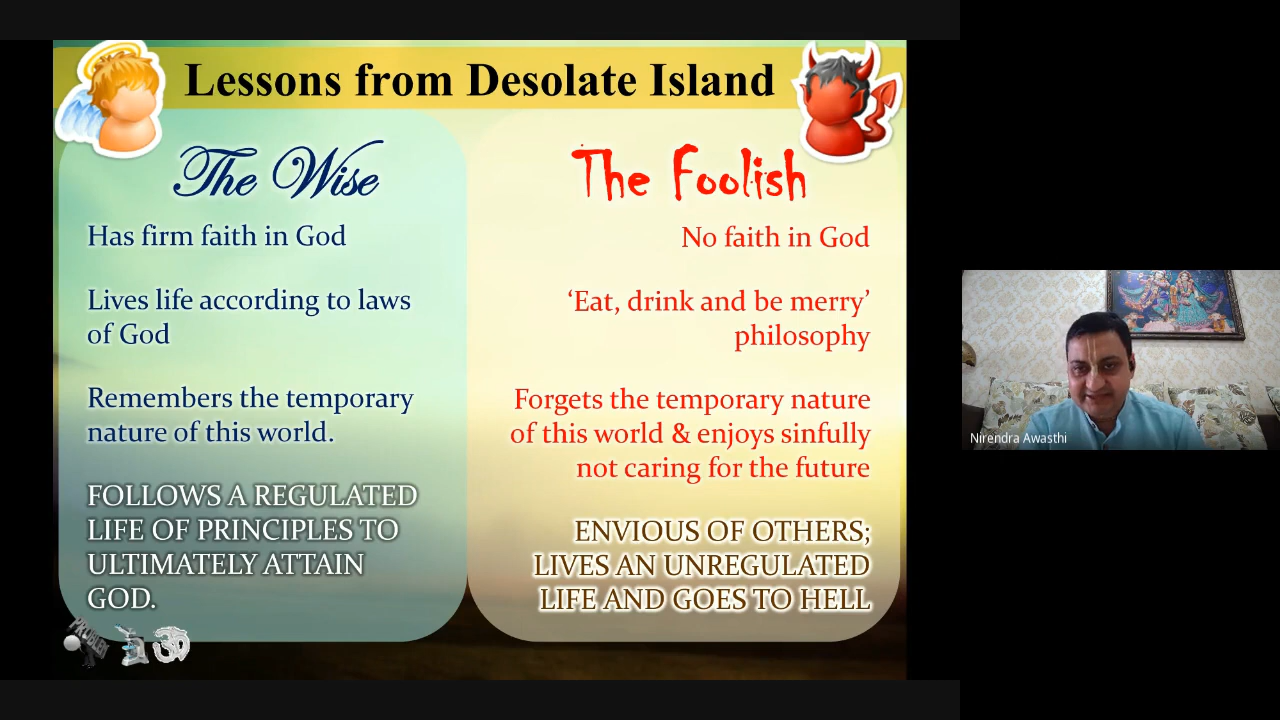 Lessons from Desolate Island
The Wise
Has firm faith in God
Lives life according to laws
of God
Remembers the temporary
nature of this world.
FOLLOWS A REGULATED
LIFE OF PRINCIPLES TO
ULTIMATELY ATTAIN
GOD.
The Foolish
No faith in God
‘Eat, drink and be merry’
philosophy
Forgets the temporary nature
of this world & enjoys sinfully
not caring for the future
ENVIOUS OF OTHERS;
LIVES AN UNREGULATED
LIFE AND GOES TO HELL
PROBLEM
ॐ
Nirendra Awasthi